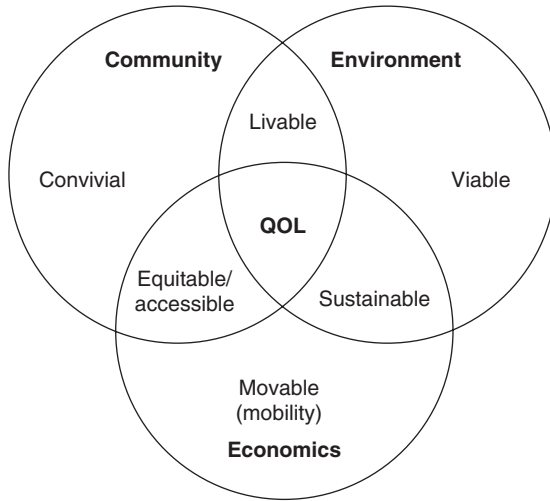 Community
Environment
Livable
Convivial
Viable
QOL
Equitable/
accessible
Sustainable
Movable
(mobility)
Economics